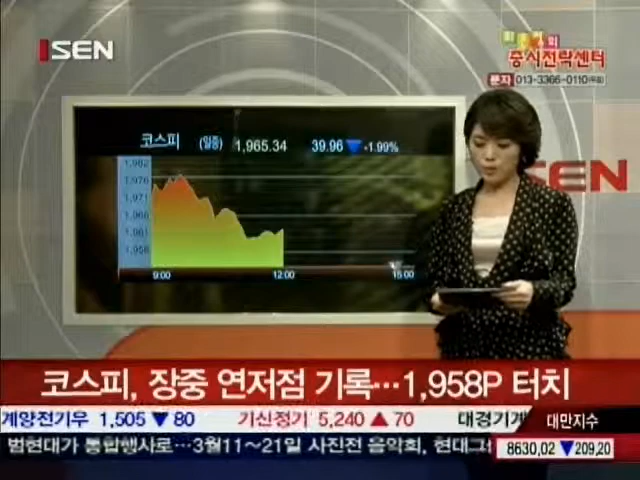 SEN
증시전략센터
문자 013-3366-0110
코스피 (일중) 1,965.34 39.96 ▼ -1.99%
1,982
1,976
1,971
1,966
1,961
1,956
9:00 12:00 15:00
SEN
코스피, 장중 연저점 기록…1,958P 터치
계양전기우 1,505 ▼ 80 기신정기 5,240 ▲ 70 대경기계 대만지수
범현대가 통합행사로…3월11～21일 사진전 음악회, 현대그 8630,02 ▼209,20